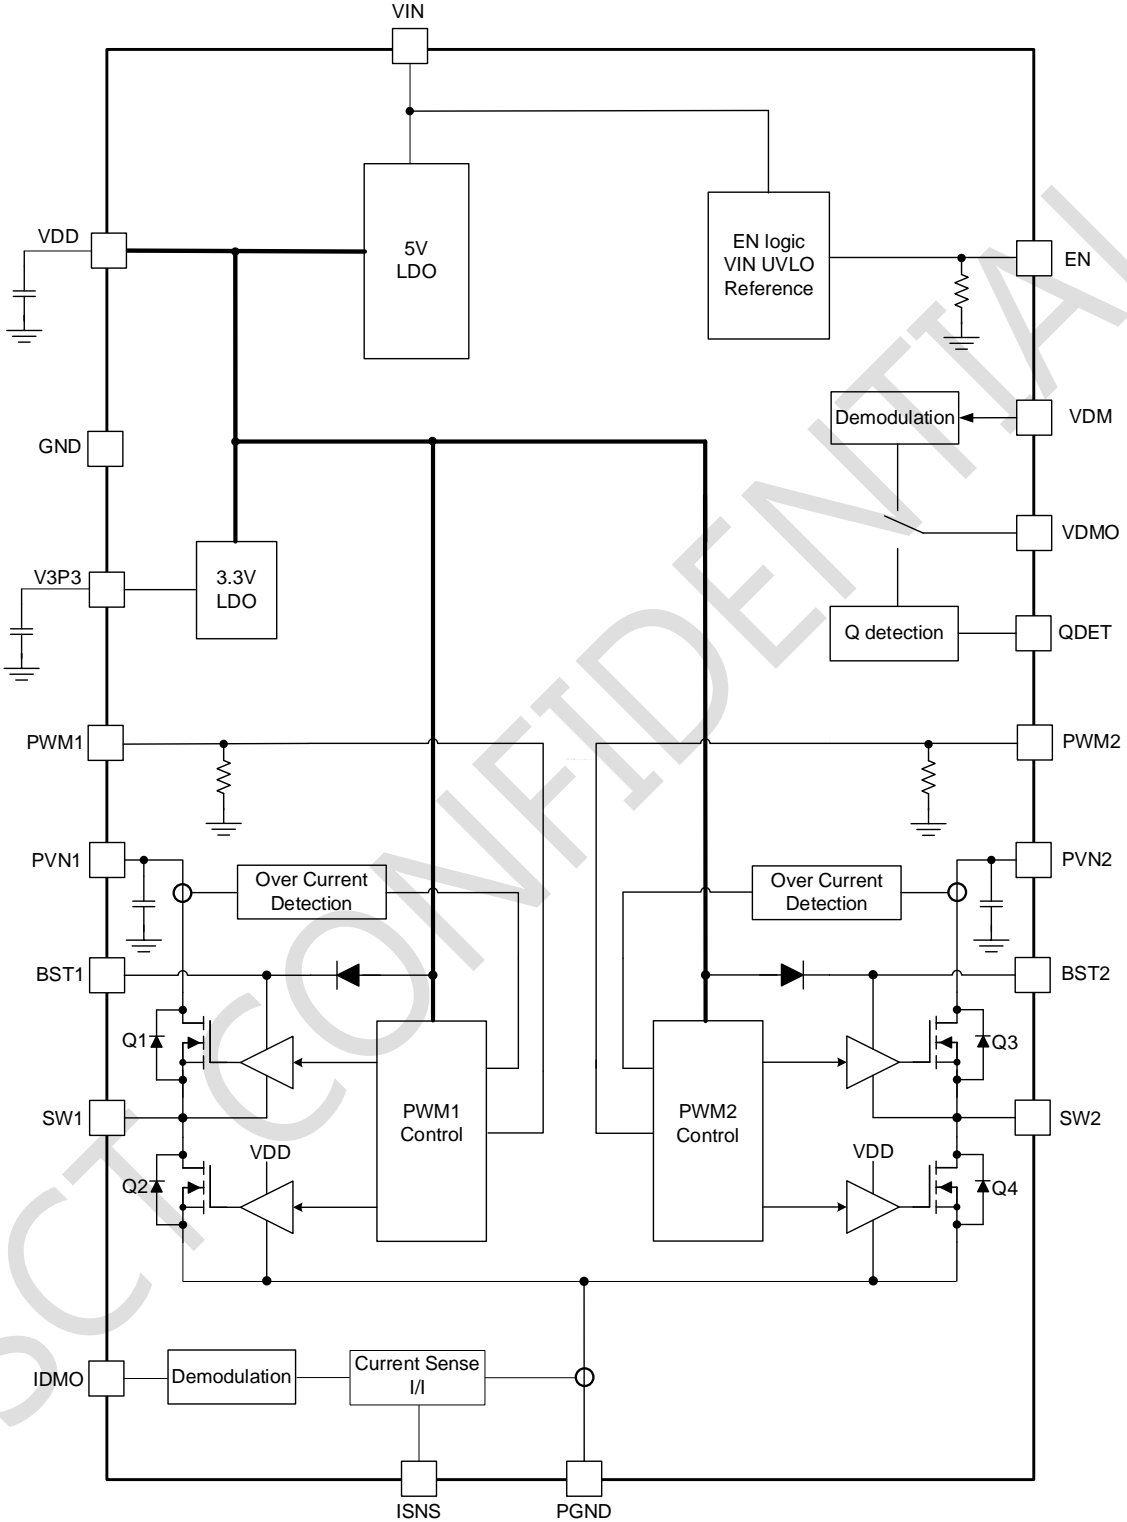 VIN
VDD
5V
LDO
EN logic
VIN UVLO
Reference
EN
Demodulation
VDM
GND
VDMO
V3P3
3.3V
LDO
Q detection
QDET
PWM1
PWM2
PVN1
Over Current
Detection
Over Current
Detection
PVN2
BST1
BST2
Q1
Q3
SW1
PWM1
Control
PWM2
Control
SW2
VDD
VDD
Q2
Q4
IDMO
Demodulation
Current Sense
I/I
ISNS
PGND
SCT CONFIDENTIAL